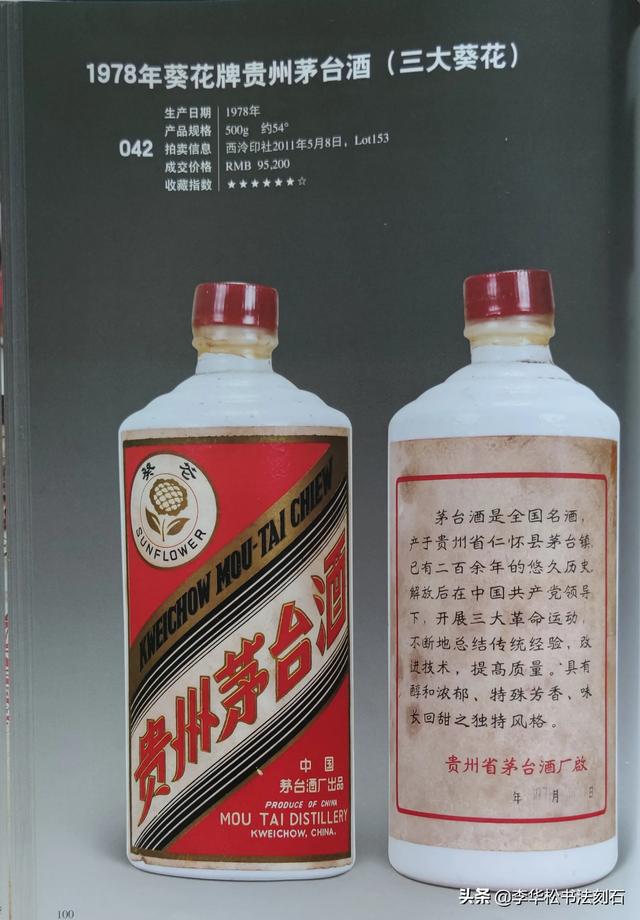 1978年葵花牌贵州茅台酒（三大葵花）
042
生产日期 1978年
产品规格 500g 约54°
拍卖信息 西泠印社2011年5月8日，Lot153
成交价格 RMB 95,200
收藏指数 ★★★★★★☆
葵花
SUNFLOWER
KWEICHOW MOU-TAI CHIEW
贵州茅台酒
中国
茅台酒厂出品
PRODUCE OF CHINA
MOU TAI DISTILLERY
KWEICHOW, CHINA.
茅台酒是全国名酒，
产于贵州省仁怀县茅台镇，
已有二百余年的悠久历史，
解放后在中国共产党领导
下，开展三大革命运动，
不断地总结传统经验，改
进技术，提高质量。具有
醇和浓郁、特殊芳香、味
长回甜之独特风格。
贵州省茅台酒厂啟
年 月 日
100
头条 @李华松书法刻石